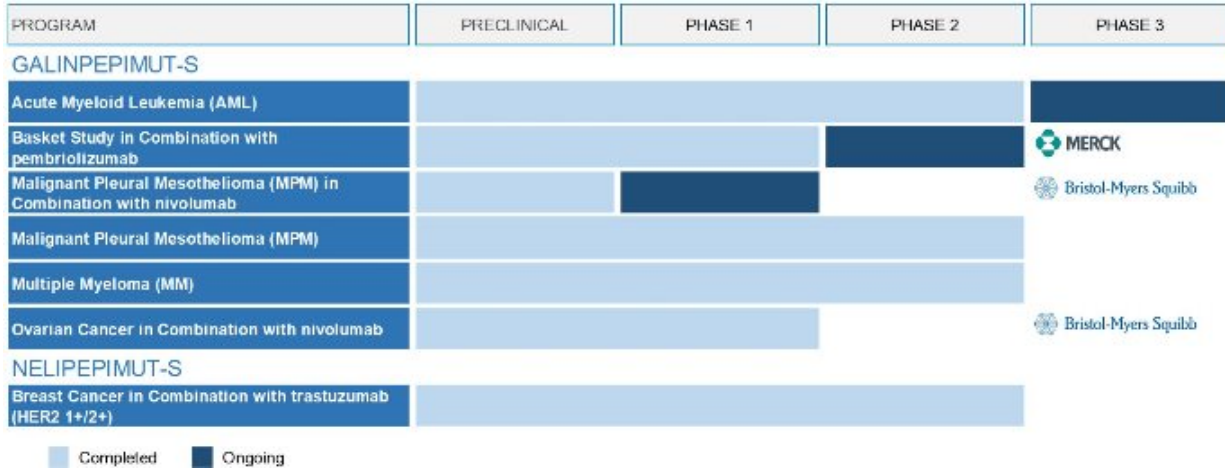 PROGRAM PRECLINICAL PHASE 1 PHASE 2 PHASE 3
GALINPEPIMUT-S
Acute Myeloid Leukemia (AML)
Basket Study in Combination with
pembriolizumab
MERCK
Malignant Pleural Mesothelioma (MPM) in
Combination with nivolumab
Bristol-Myers Squibb
Malignant Pleural Mesothelioma (MPM)
Multiple Myeloma (MM)
Ovarian Cancer in Combination with nivolumab
Bristol-Myers Squibb
NELIPEPIMUT-S
Breast Cancer in Combination with trastuzumab
(HER2 1+/2+)
Completed Ongoing